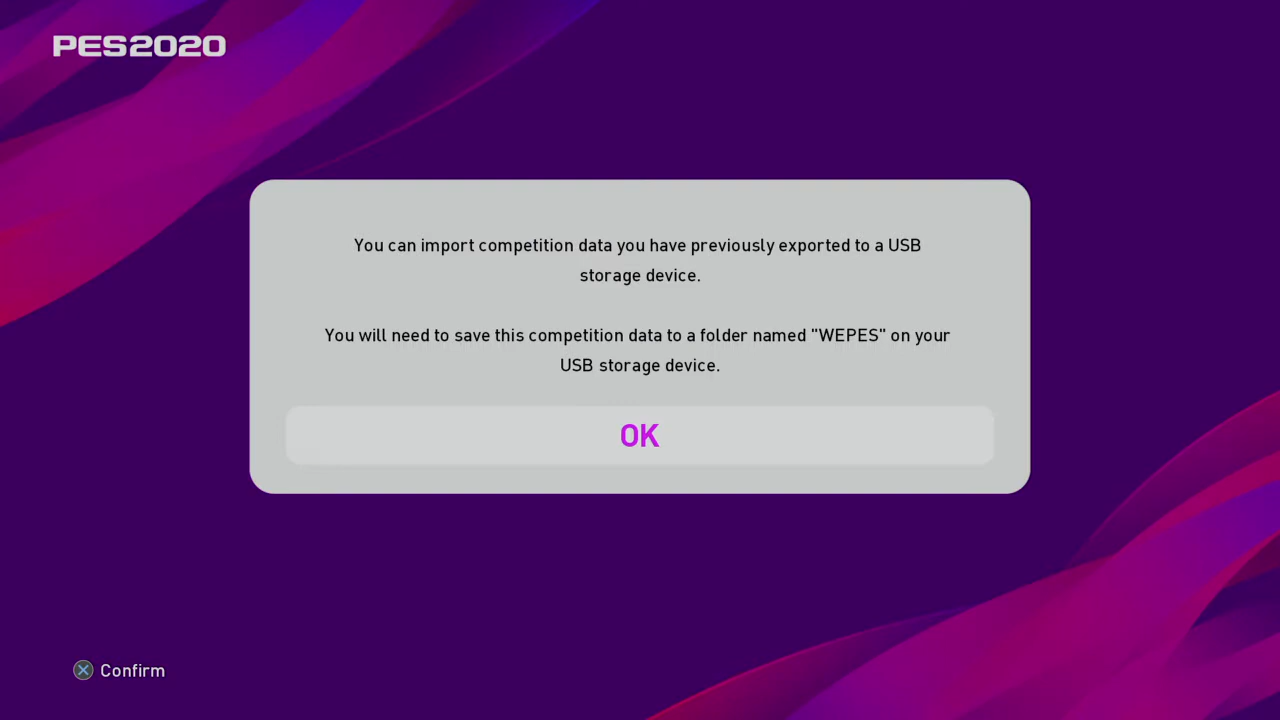 PES2020
You can import competition data you have previously exported to a USB
storage device.
You will need to save this competition data to a folder named "WEPES" on your
USB storage device.
OK
Confirm